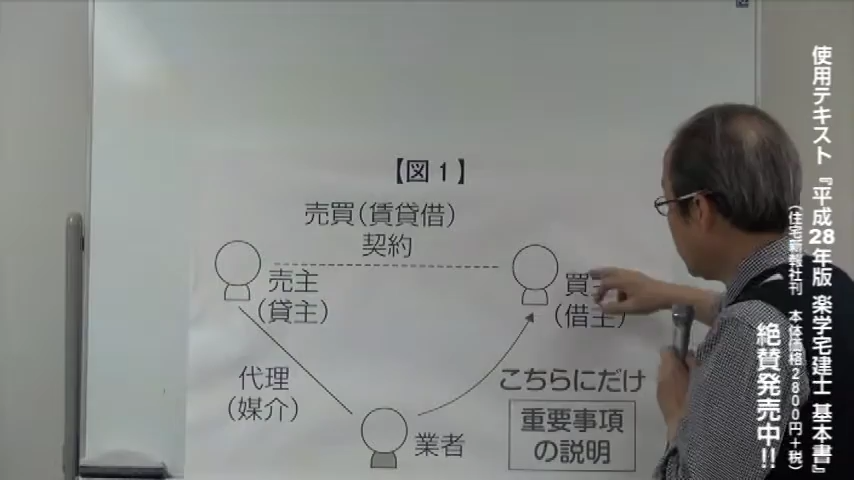 【図1】
売買(賃貸借)
契約
売主
(貸主)
買主
(借主)
代理
(媒介)
業者
こちらにだけ
重要事項
の説明
使用テキスト『平成28年版 楽学宅建士 基本書』
(住宅新報社刊 本体価格2800円+税)
絶賛発売中!!